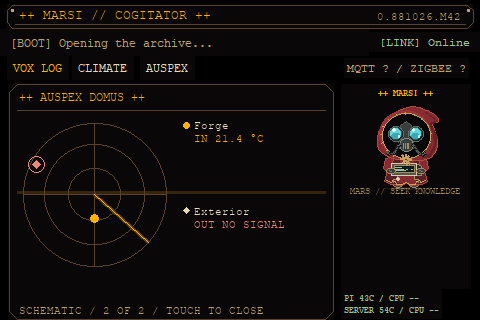 ++ MARSI // COGITATOR ++
0.881026.M42
[BOOT] Opening the archive...
[LINK] Online
VOX LOG
CLIMATE
AUSPEX
MQTT ? / ZIGBEE ?
++ AUSPEX DOMUS ++
Forge
IN 21.4 °C
Exterior
OUT NO SIGNAL
SCHEMATIC / 2 OF 2 / TOUCH TO CLOSE
++ MARSI ++
MARS // SEEK KNOWLEDGE
PI 43C / CPU --
SERVER 54C / CPU --